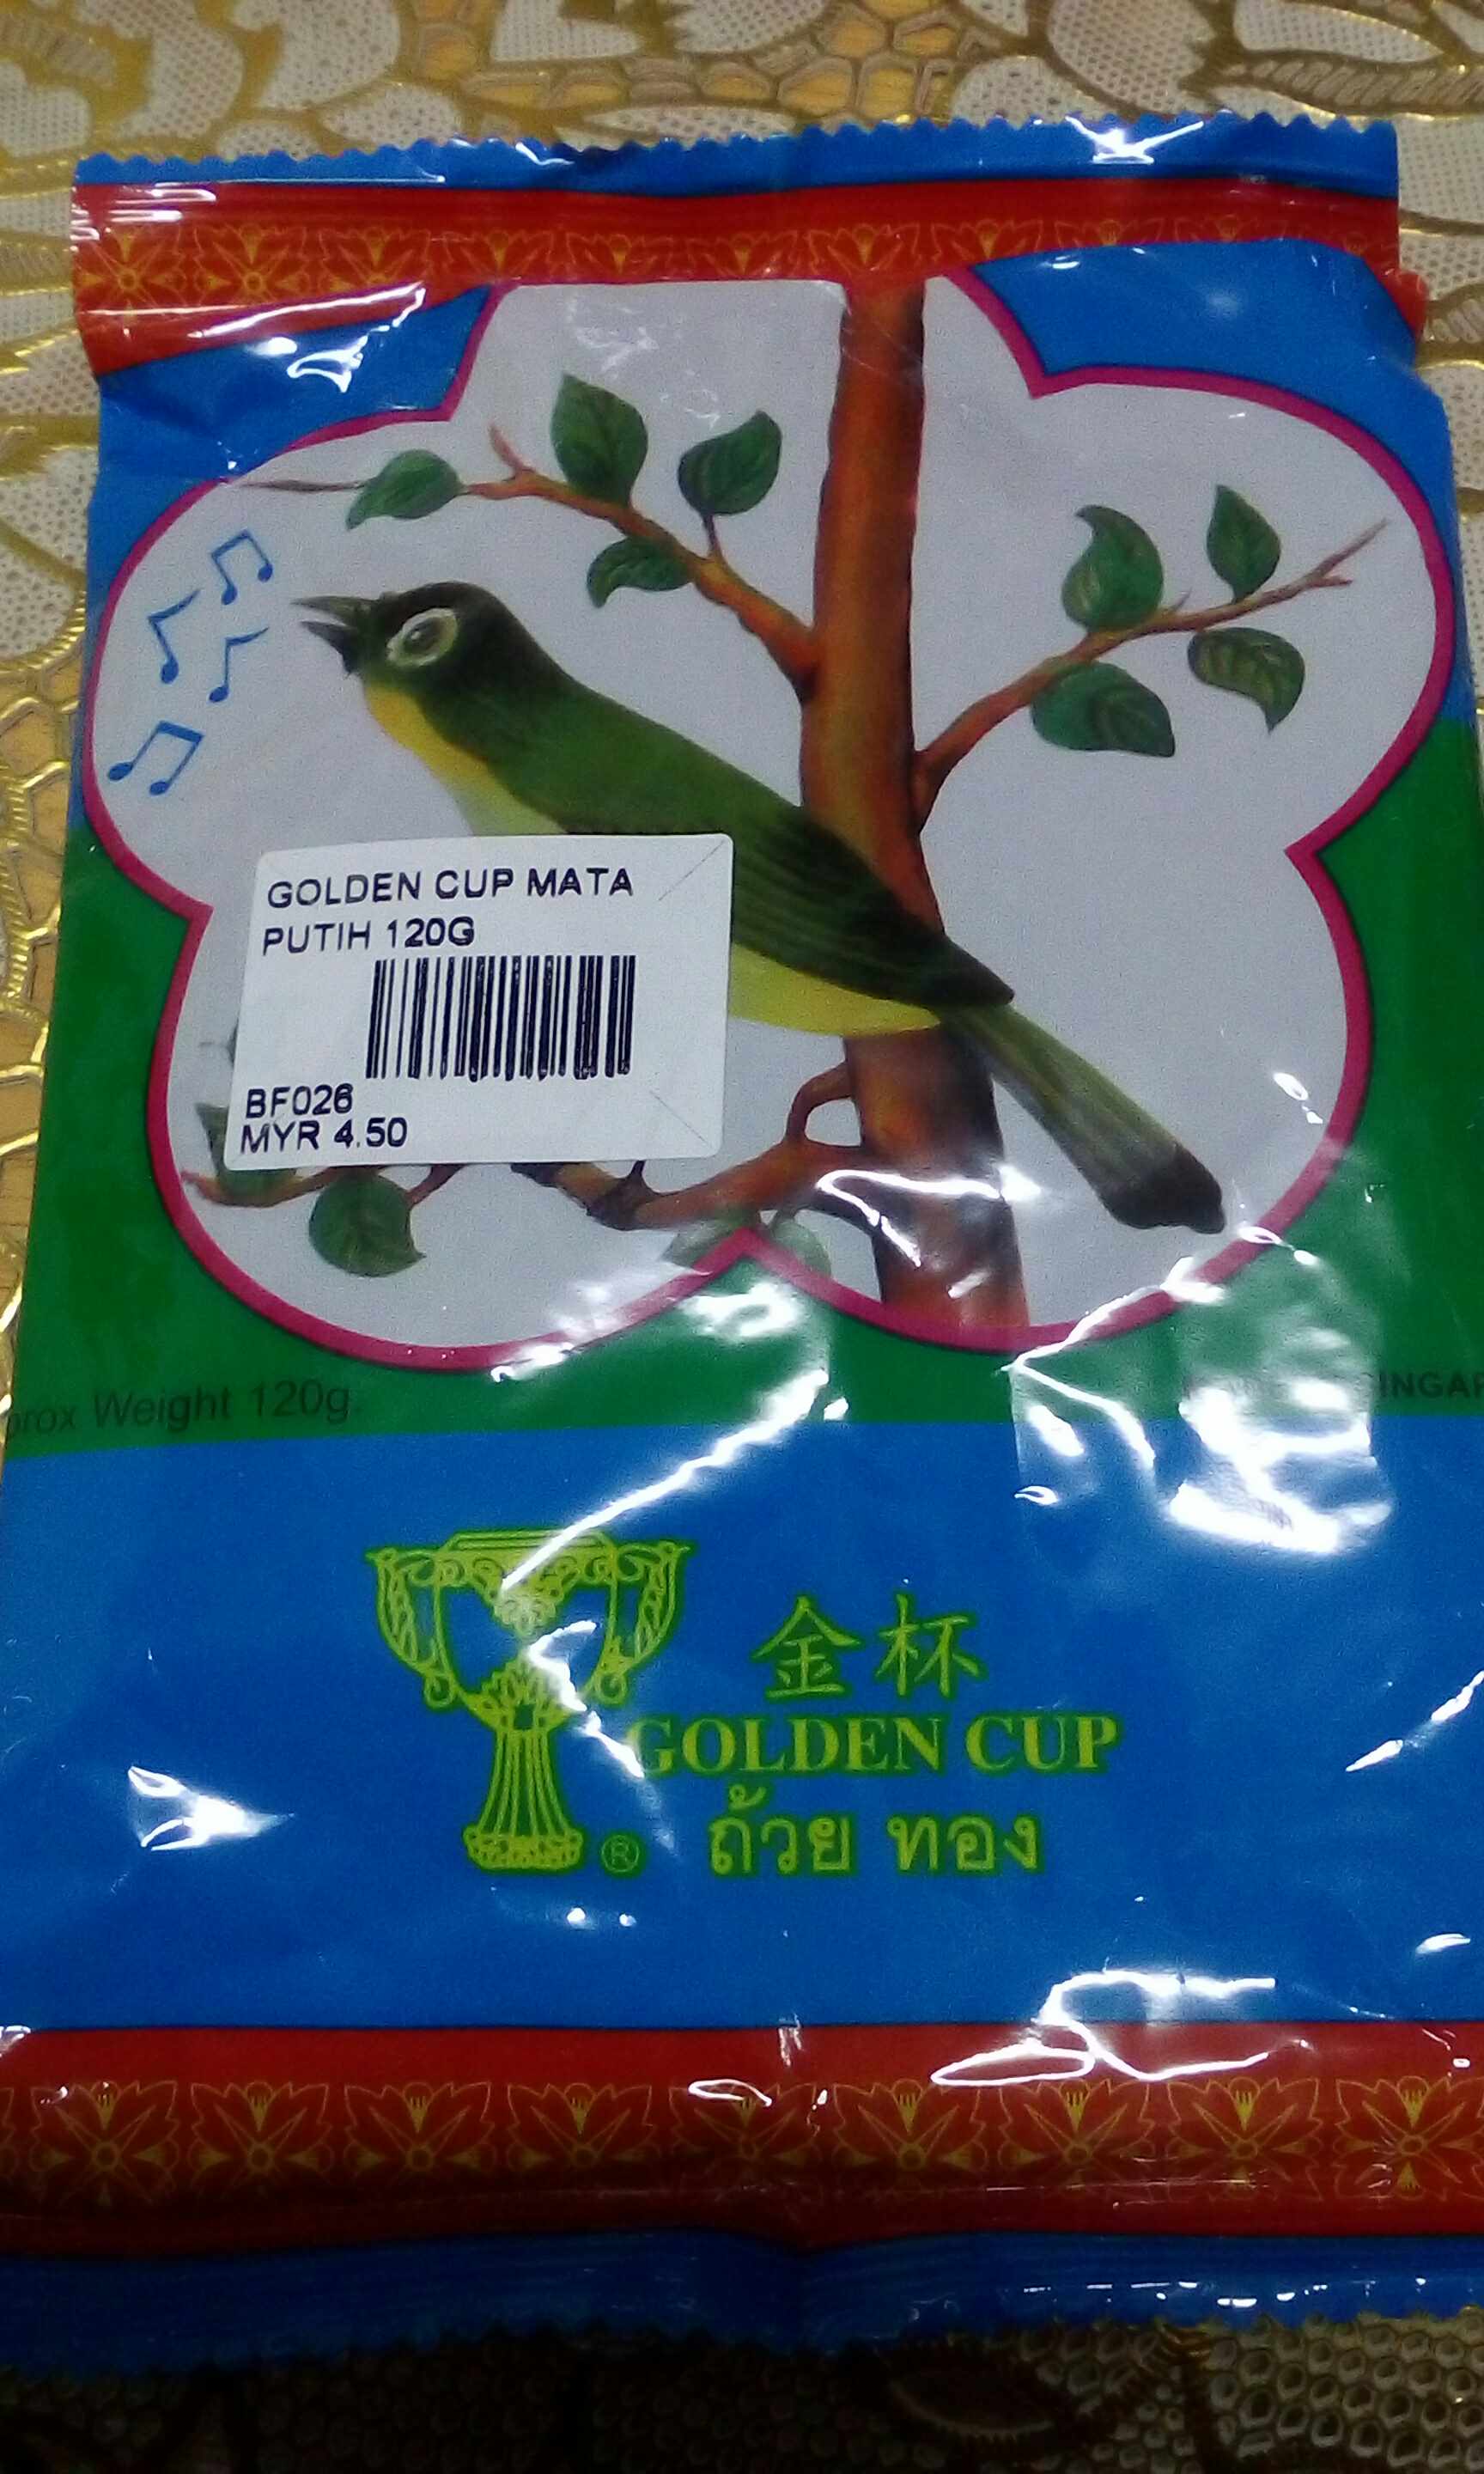 GOLDEN CUP MATA
PUTIH 120G
BF026
MYR 4.50
Weight 120g.
金杯
GOLDEN CUP
®
ถ้วย ทอง